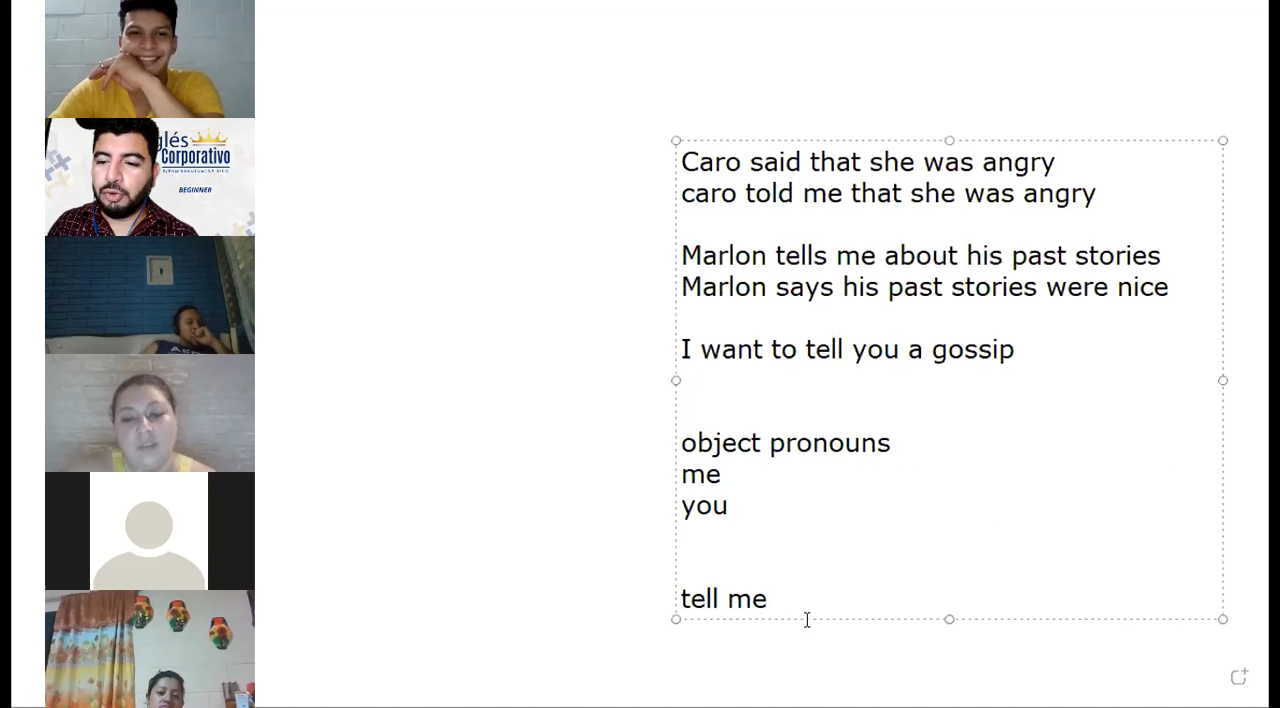 glés
Corporativo
BEGINNER
Caro said that she was angry
caro told me that she was angry
Marlon tells me about his past stories
Marlon says his past stories were nice
I want to tell you a gossip
object pronouns
me
you
tell me